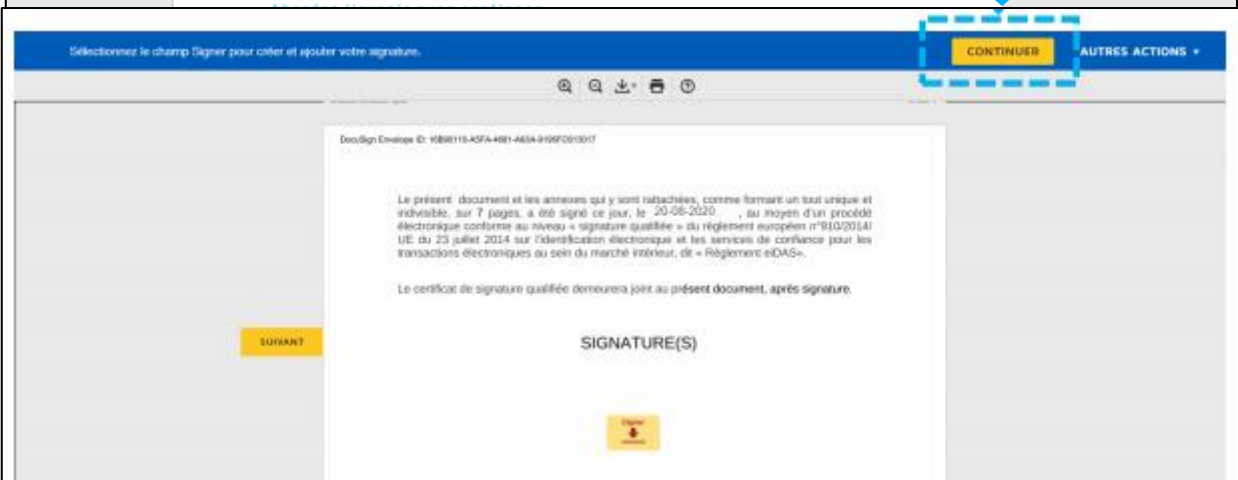 Sélectionnez le champ Signer pour créer et ajouter votre signature.
CONTINUER
AUTRES ACTIONS
DocuSign Envelope ID:
Le présent document et les annexes qui y sont rattachées, comme formant un tout unique et
indivisible, sur 7 pages, a été signé ce jour, le 20-08-2020 , au moyen d'un procédé
électronique conforme au niveau « signature qualifiée » du règlement européen n°910/2014/
UE du 23 juillet 2014 sur l'identification électronique et les services de confiance pour les
transactions électroniques au sein du marché intérieur, dit « Règlement eiDAS».
Le certificat de signature qualifiée demeurera joint au présent document, après signature.
SUIVANT
SIGNATURE(S)
Signer